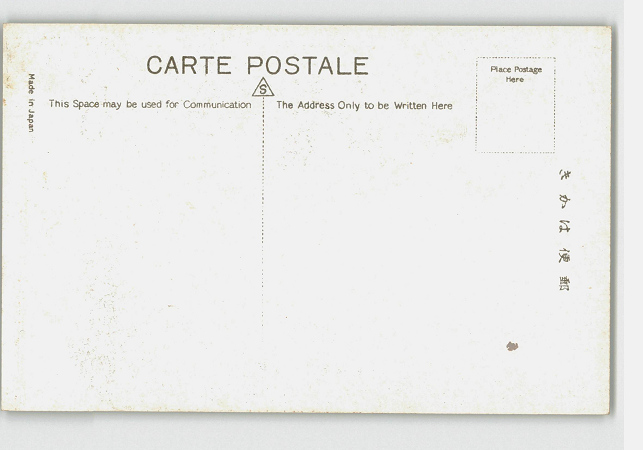 CARTE POSTALE
Made in Japan
S
This Space may be used for Communication
The Address Only to be Written Here
Place Postage
Here
郵便はかき